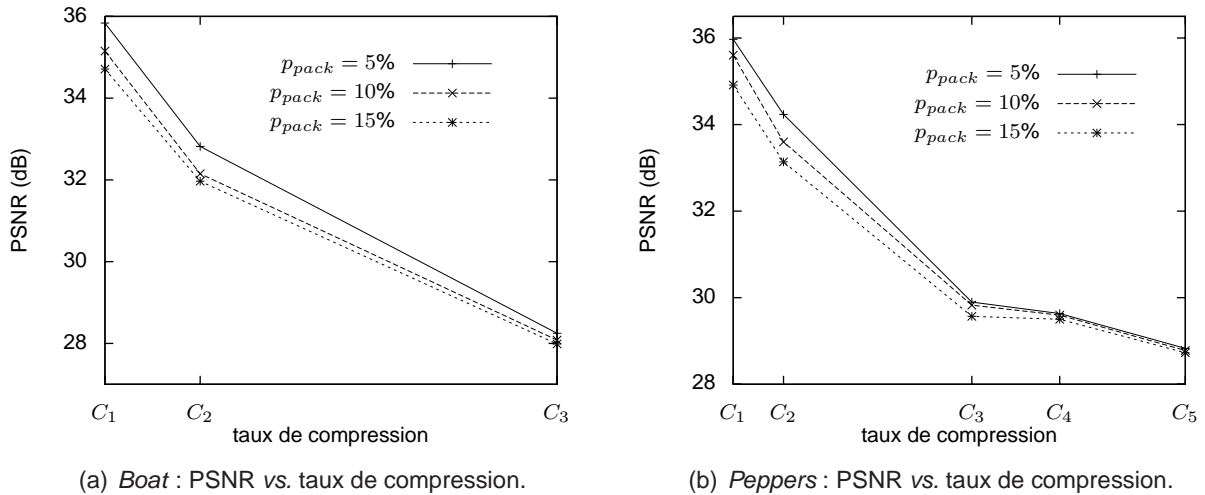 36
34
32
30
28
PSNR (dB)
p_pack = 5%
p_pack = 10%
p_pack = 15%
C1 C2 C3
taux de compression
(a) Boat : PSNR vs. taux de compression.
36
34
32
30
28
PSNR (dB)
p_pack = 5%
p_pack = 10%
p_pack = 15%
C1 C2 C3 C4 C5
taux de compression
(b) Peppers : PSNR vs. taux de compression.